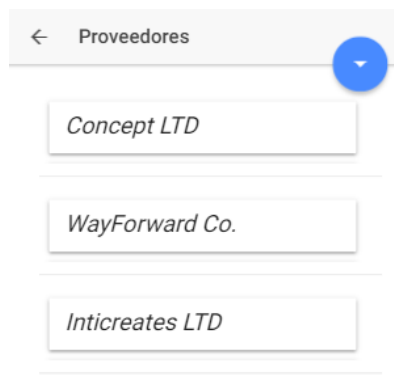 Proveedores
Concept LTD
WayForward Co.
Inticreates LTD